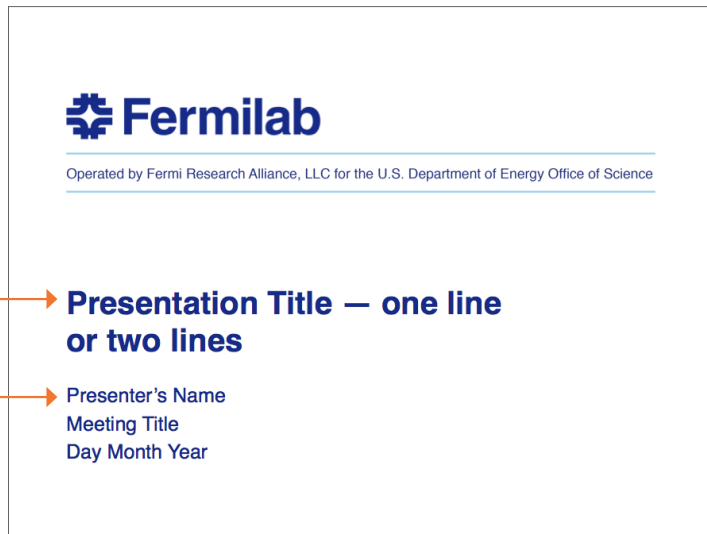 Fermilab
Operated by Fermi Research Alliance, LLC for the U.S. Department of Energy Office of Science
Presentation Title — one line
or two lines
Presenter’s Name
Meeting Title
Day Month Year